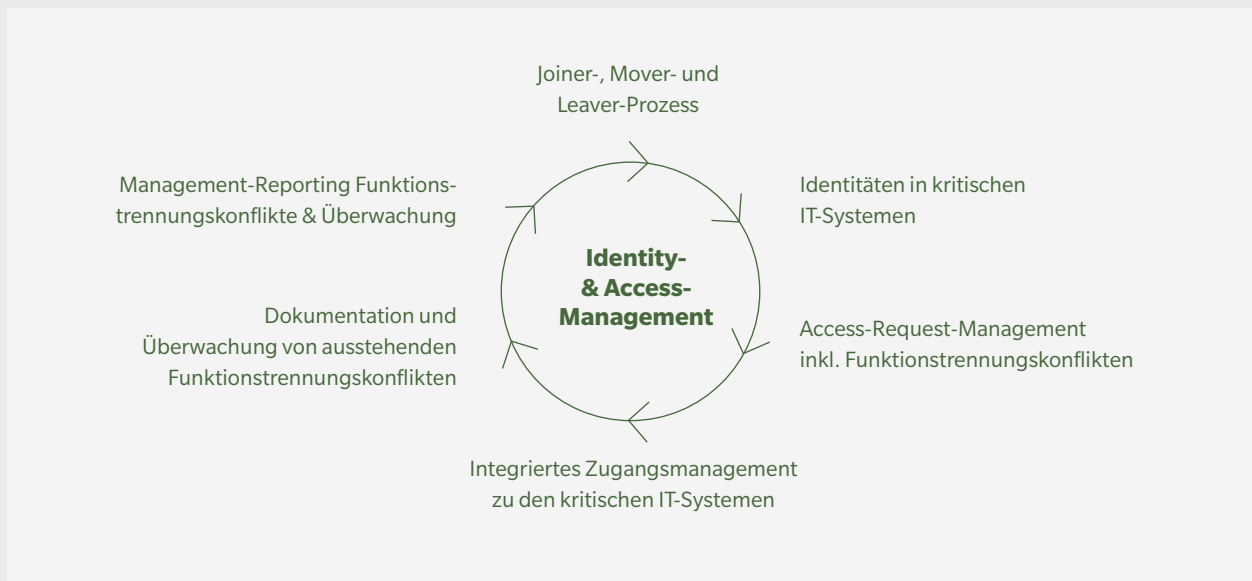 Joiner-, Mover- und
Leaver-Prozess
Identitäten in kritischen
IT-Systemen
Access-Request-Management
inkl. Funktionstrennungskonflikten
Integriertes Zugangsmanagement
zu den kritischen IT-Systemen
Dokumentation und
Überwachung von ausstehenden
Funktionstrennungskonflikten
Management-Reporting Funktions-
trennungskonflikte & Überwachung
Identity-
& Access-
Management